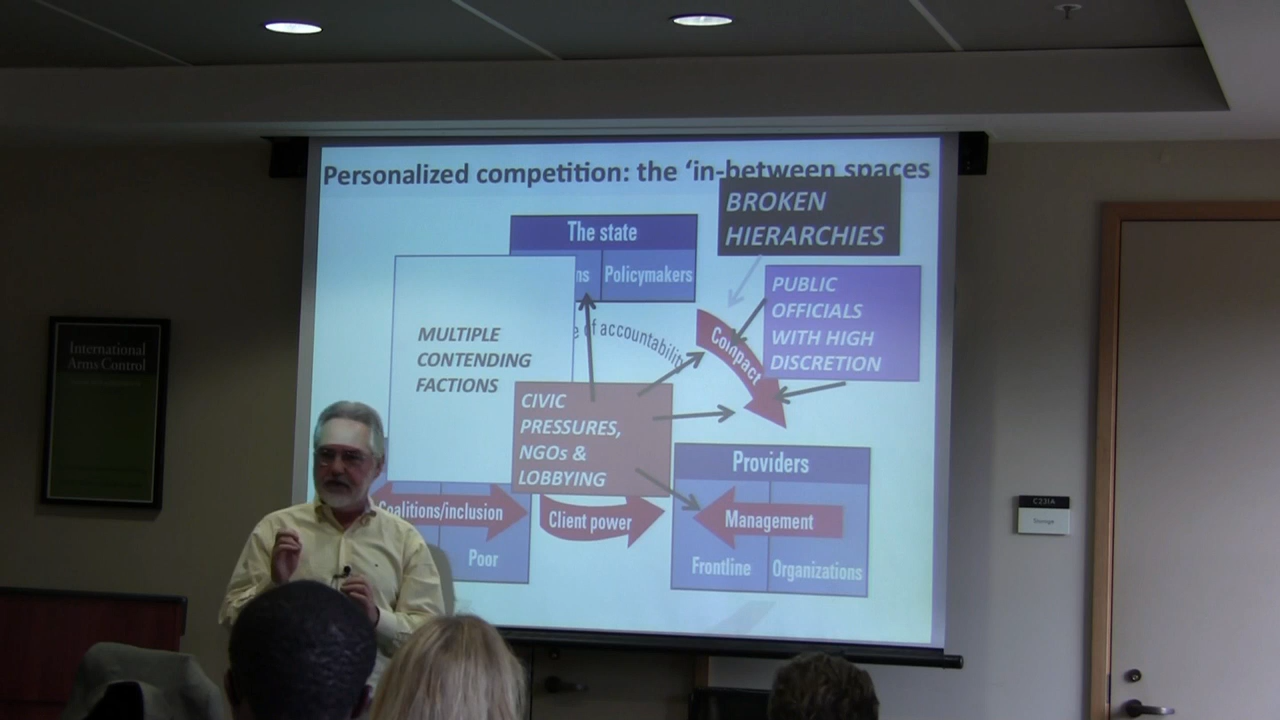 Personalized competition: the ‘in-between spaces
BROKEN
HIERARCHIES
The state
ns
Policymakers
PUBLIC
OFFICIALS
WITH HIGH
DISCRETION
MULTIPLE
CONTENDING
FACTIONS
e of accountability
Compact
CIVIC
PRESSURES,
NGOs &
LOBBYING
Providers
Coalitions/inclusion
Client power
Management
Poor
Frontline
Organizations
International
Arms Control
C231A
Storage